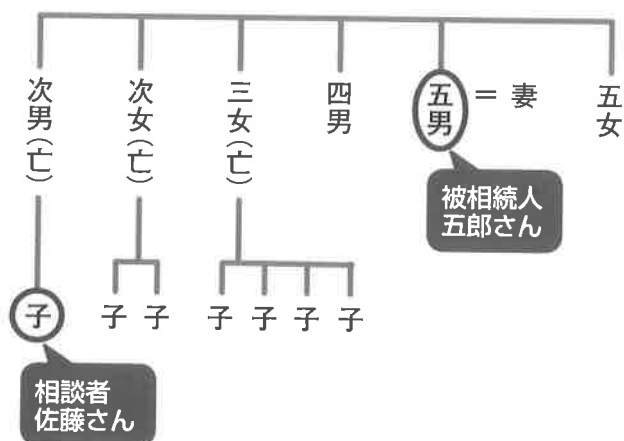 次男(亡)
次女(亡)
三女(亡)
四男
五男 = 妻
五女
被相続人
五郎さん
子
子 子
子 子 子 子
相談者
佐藤さん